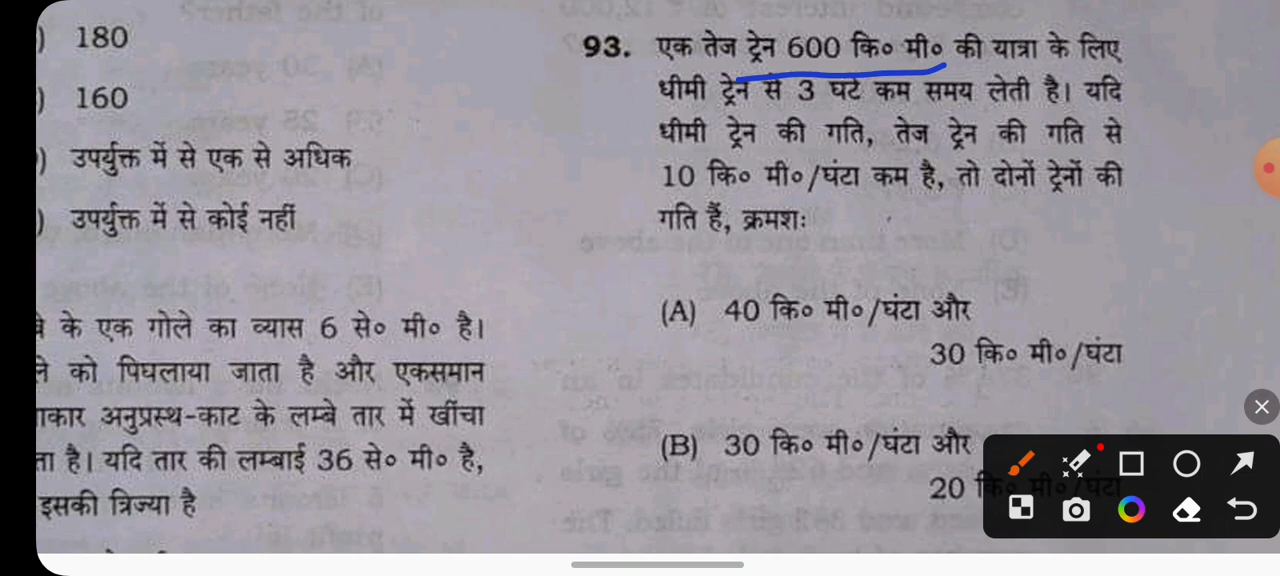 ) 180
) 160
) उपर्युक्त में से एक से अधिक
) उपर्युक्त में से कोई नहीं
के एक गोले का व्यास 6 से० मी० है।
को पिघलाया जाता है और एकसमान
अनुप्रस्थ-काट के लम्बे तार में खींचा
है। यदि तार की लम्बाई 36 से० मी० है,
इसकी त्रिज्या है
93. एक तेज ट्रेन 600 कि० मी० की यात्रा के लिए
धीमी ट्रेन से 3 घंटे कम समय लेती है। यदि
धीमी ट्रेन की गति, तेज ट्रेन की गति से
10 कि० मी०/घंटा कम है, तो दोनों ट्रेनों की
गति हैं, क्रमशः
(A) 40 कि० मी०/घंटा और
30 कि० मी०/घंटा
(B) 30 कि० मी०/घंटा और
20 कि० मी०/घंटा